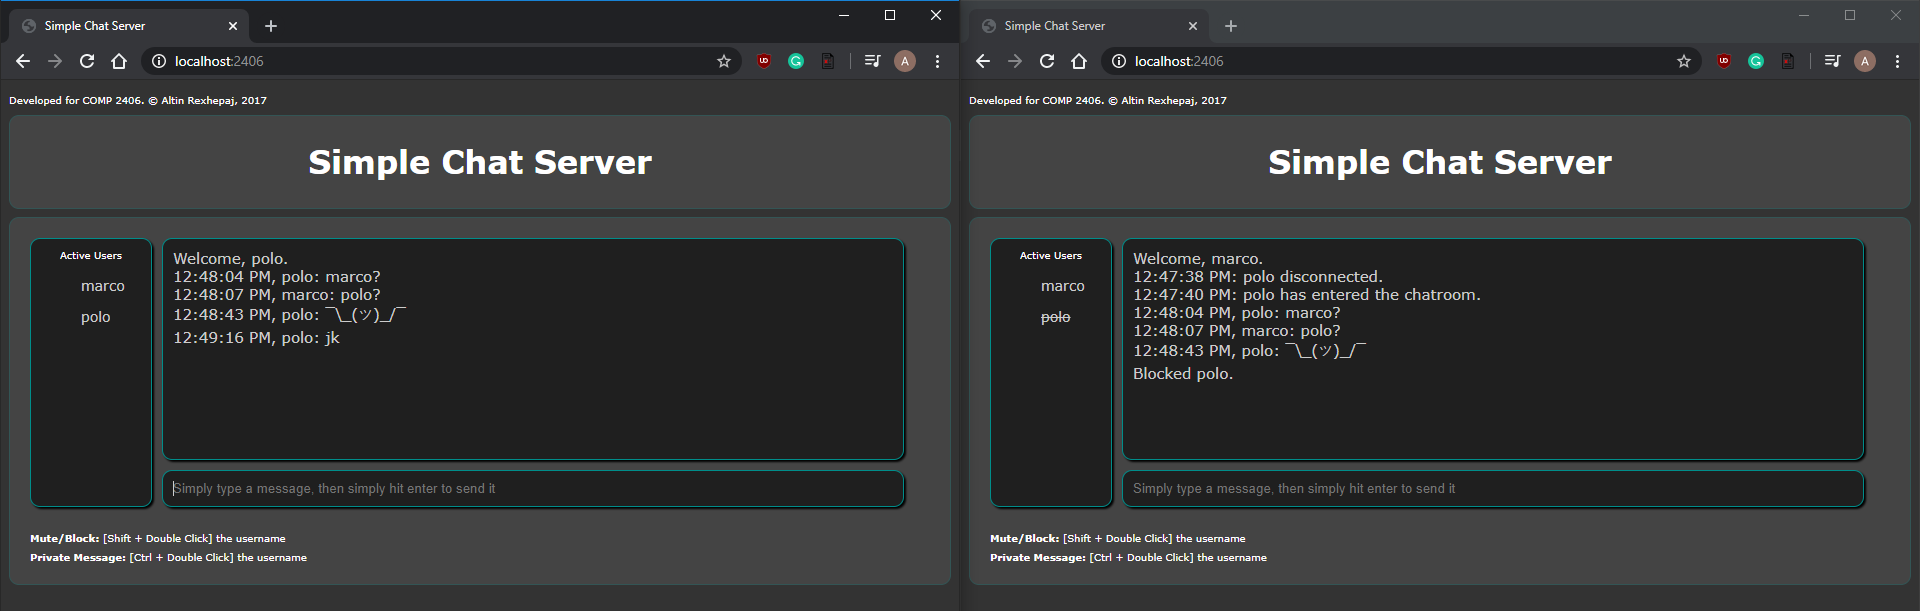 Simple Chat Server
localhost:2406
A
Developed for COMP 2406. © Altin Rexhepaj, 2017
Simple Chat Server
Active Users
marco
polo
Welcome, polo.
12:48:04 PM, polo: marco?
12:48:07 PM, marco: polo?
12:48:43 PM, polo: ¯\_(ツ)_/¯
12:49:16 PM, polo: jk
Simply type a message, then simply hit enter to send it
Mute/Block: [Shift + Double Click] the username
Private Message: [Ctrl + Double Click] the username
Simple Chat Server
localhost:2406
A
Developed for COMP 2406. © Altin Rexhepaj, 2017
Simple Chat Server
Active Users
marco
polo
Welcome, marco.
12:47:38 PM: polo disconnected.
12:47:40 PM: polo has entered the chatroom.
12:48:04 PM, polo: marco?
12:48:07 PM, marco: polo?
12:48:43 PM, polo: ¯\_(ツ)_/¯
Blocked polo.
Simply type a message, then simply hit enter to send it
Mute/Block: [Shift + Double Click] the username
Private Message: [Ctrl + Double Click] the username